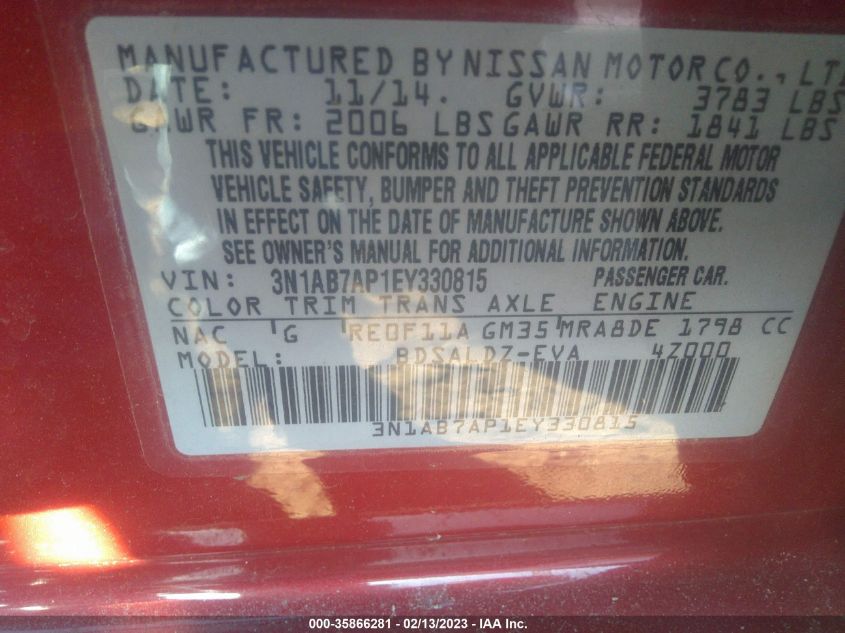 MANUFACTURED BY NISSAN MOTOR CO., LTD
DATE: 11/14. GVWR: 3783 LBS
GAWR FR: 2006 LBS GAWR RR: 1841 LBS
THIS VEHICLE CONFORMS TO ALL APPLICABLE FEDERAL MOTOR
VEHICLE SAFETY, BUMPER AND THEFT PREVENTION STANDARDS
IN EFFECT ON THE DATE OF MANUFACTURE SHOWN ABOVE.
SEE OWNER'S MANUAL FOR ADDITIONAL INFORMATION.
VIN: 3N1AB7AP1EY330815 PASSENGER CAR.
COLOR TRIM TRANS AXLE ENGINE
NAC G RE0F11A GM35 MRA8DE 1798 CC
MODEL: BDSALDZ-EVA 4Z000
3N1AB7AP1EY330815
000-35866281 - 02/13/2023 - IAA Inc.